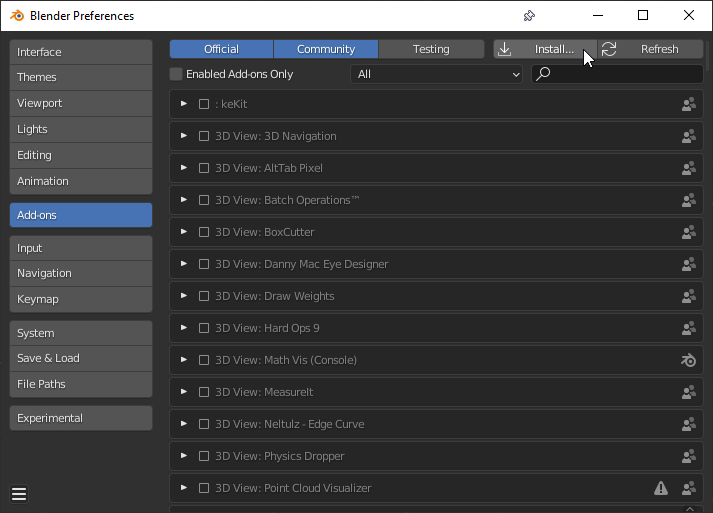 Blender Preferences
Interface
Themes
Viewport
Lights
Editing
Animation
Add-ons
Input
Navigation
Keymap
System
Save & Load
File Paths
Experimental
Official Community Testing Install... Refresh
Enabled Add-ons Only All
: keKit
3D View: 3D Navigation
3D View: AltTab Pixel
3D View: Batch Operations™
3D View: BoxCutter
3D View: Danny Mac Eye Designer
3D View: Draw Weights
3D View: Hard Ops 9
3D View: Math Vis (Console)
3D View: MeasureIt
3D View: Neltulz - Edge Curve
3D View: Physics Dropper
3D View: Point Cloud Visualizer